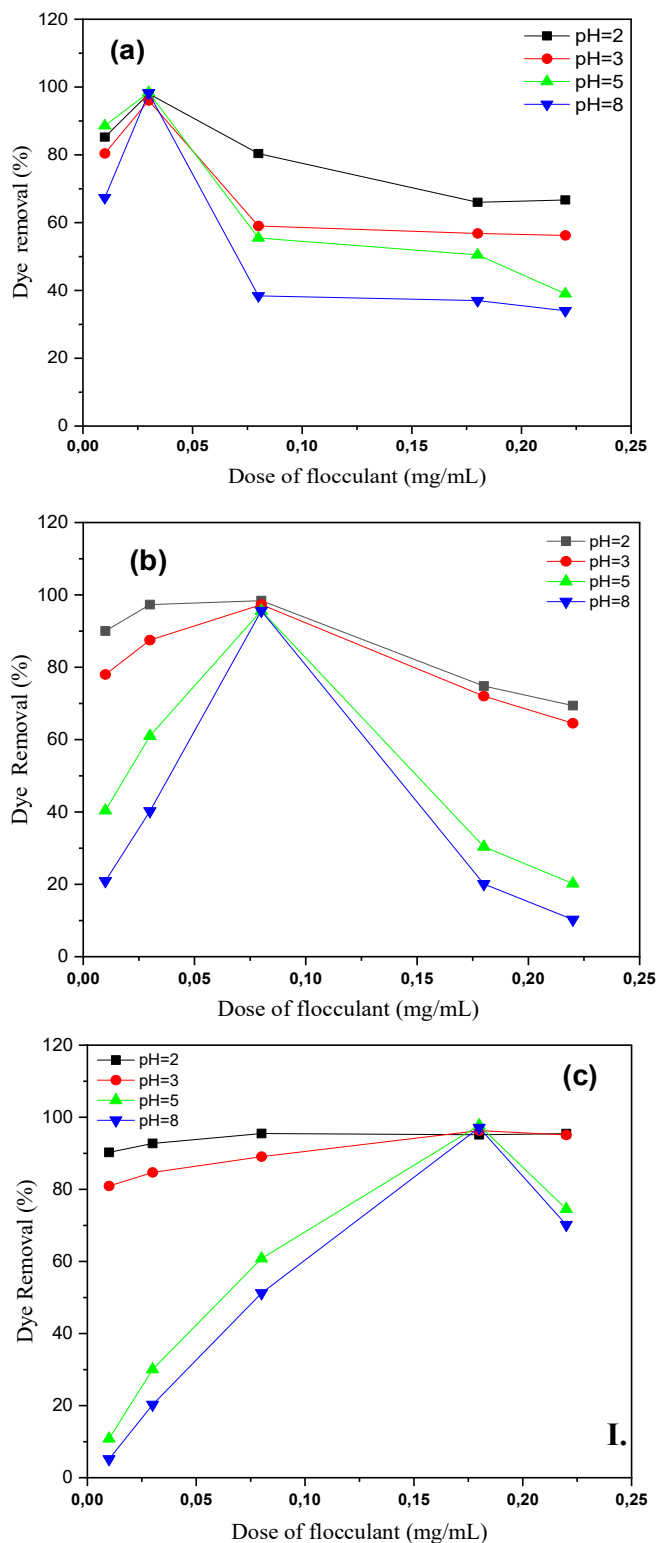 (a)
pH=2
pH=3
pH=5
pH=8
Dye removal (%)
120
100
80
60
40
20
0
0,00 0,05 0,10 0,15 0,20 0,25
Dose of flocculant (mg/mL)
(b)
pH=2
pH=3
pH=5
pH=8
Dye Removal (%)
120
100
80
60
40
20
0
0,00 0,05 0,10 0,15 0,20 0,25
Dose of flocculant (mg/mL)
pH=2
pH=3
pH=5
pH=8
(c)
Dye Removal (%)
120
100
80
60
40
20
0
I.
0,00 0,05 0,10 0,15 0,20 0,25
Dose of flocculant (mg/mL)